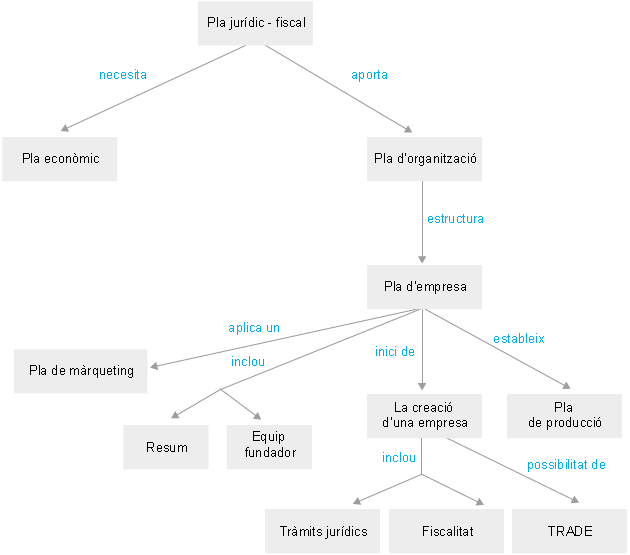 Pla jurídic - fiscal
necesita
aporta
Pla econòmic
Pla d'organització
estructura
Pla d'empresa
aplica un
inclou
inici de
estableix
Pla de màrqueting
La creació
d'una empresa
Pla
de producció
Resum
Equip
fundador
inclou
possibilitat de
Tràmits jurídics
Fiscalitat
TRADE